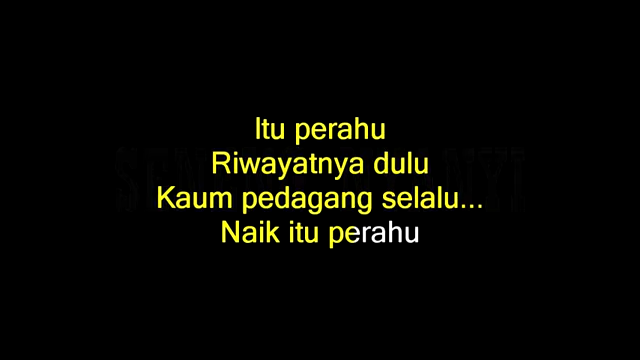 Itu perahu
Riwayatnya dulu
Kaum pedagang selalu...
Naik itu perahu